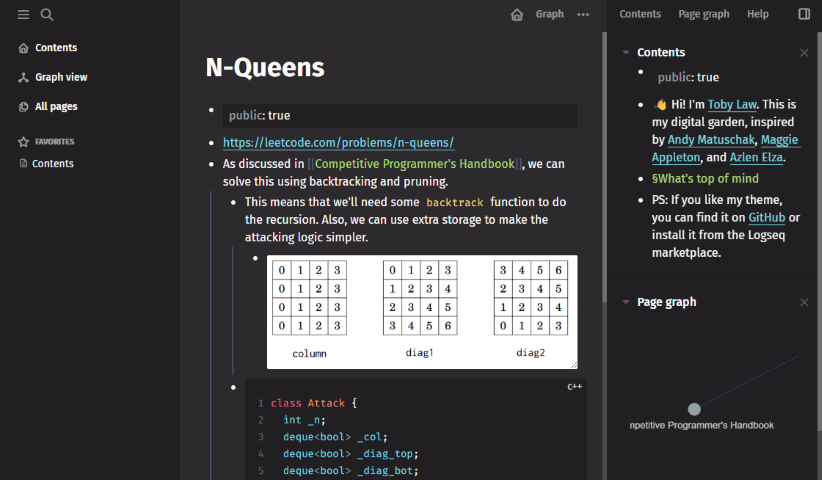 Graph
Contents Page graph Help
Contents
Graph view
All pages
FAVORITES
Contents
N-Queens
public: true
https://leetcode.com/problems/n-queens/
As discussed in [[Competitive Programmer's Handbook]], we can
solve this using backtracking and pruning.
This means that we'll need some backtrack function to do
the recursion. Also, we can use extra storage to make the
attacking logic simpler.
0 1 2 3 0 1 2 3 3 4 5 6
0 1 2 3 1 2 3 4 2 3 4 5
0 1 2 3 2 3 4 5 1 2 3 4
0 1 2 3 3 4 5 6 0 1 2 3
column diag1 diag2
C++
1 class Attack {
2 int _n;
3 deque<bool> _col;
4 deque<bool> _diag_top;
5 deque<bool> _diag_bot;
Contents
public: true
👋 Hi! I'm Toby Law. This is
my digital garden, inspired
by Andy Matuschak, Maggie
Appleton, and Azlen Elza.
§What's top of mind
PS: If you like my theme,
you can find it on GitHub or
install it from the Logseq
marketplace.
Page graph
npetitive Programmer's Handbook